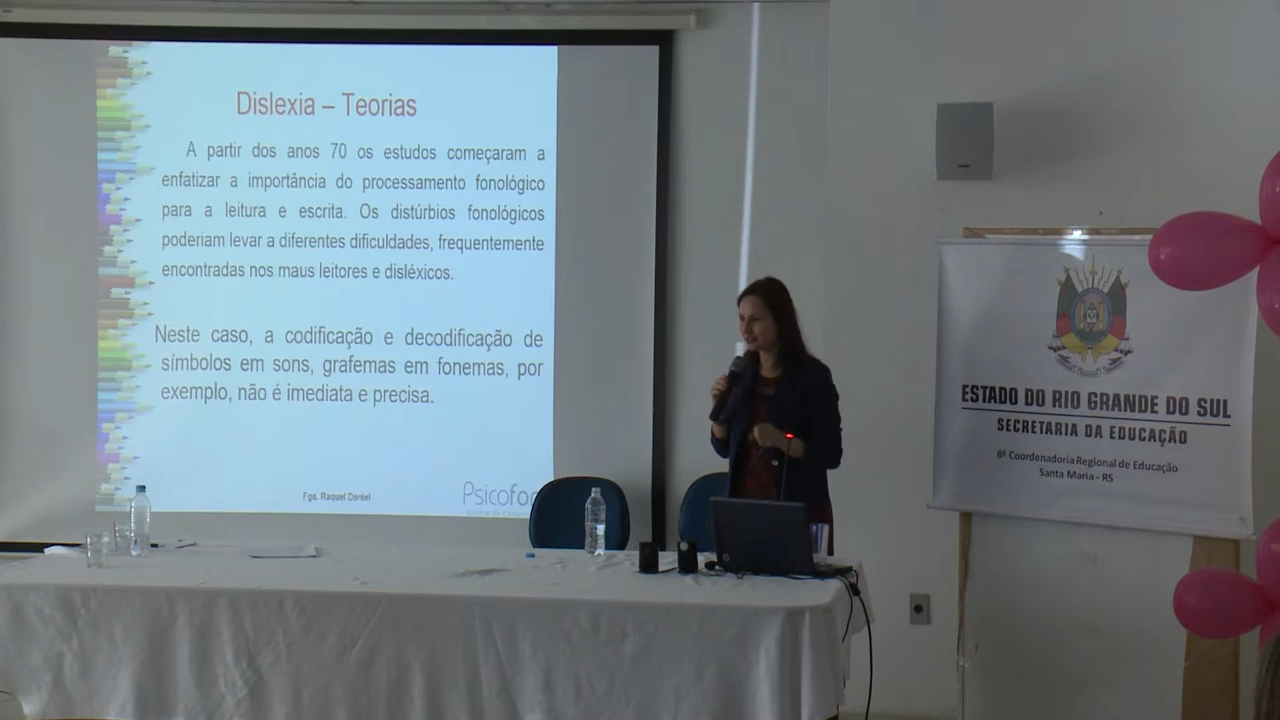 Dislexia – Teorias
A partir dos anos 70 os estudos começaram a
enfatizar a importância do processamento fonológico
para a leitura e escrita. Os distúrbios fonológicos
poderiam levar a diferentes dificuldades, frequentemente
encontradas nos maus leitores e disléxicos.
Neste caso, a codificação e decodificação de
símbolos em sons, grafemas em fonemas, por
exemplo, não é imediata e precisa.
Fga. Raquel Daniel
ESTADO DO RIO GRANDE DO SUL
SECRETARIA DA EDUCAÇÃO
8ª Coordenadoria Regional de Educação
Santa Maria - RS